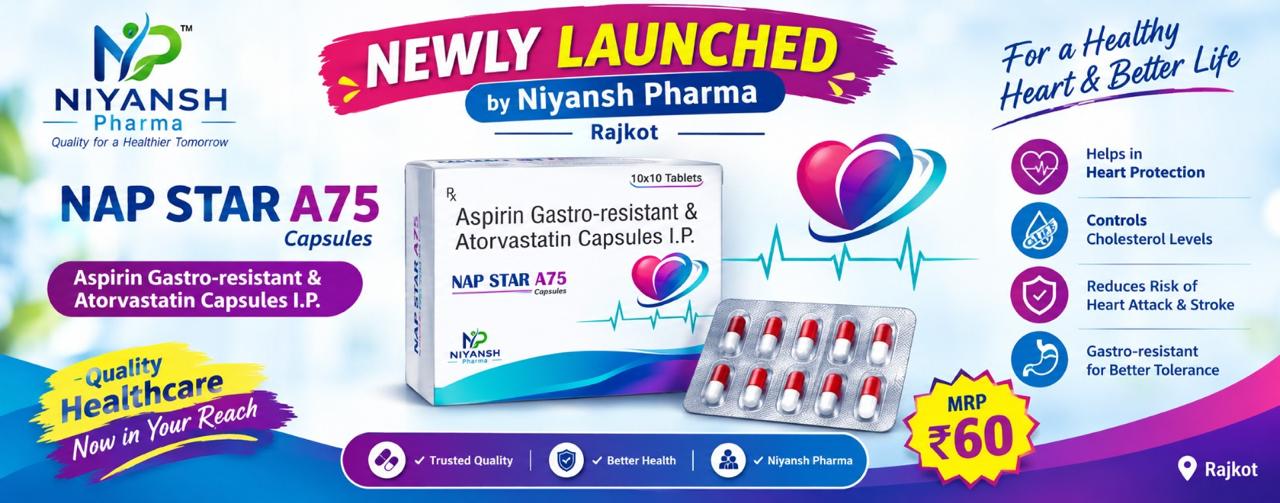 NP™
NIYANSH
Pharma
Quality for a Healthier Tomorrow
NEWLY LAUNCHED
by Niyansh Pharma
Rajkot
For a Healthy
Heart & Better Life
NAP STAR A75
Capsules
Aspirin Gastro-resistant &
Atorvastatin Capsules I.P.
Quality
Healthcare
Now in Your Reach
Rx
10x10 Tablets
Aspirin Gastro-resistant &
Atorvastatin Capsules I.P.
NAP STAR A75
Capsules
NIYANSH
Pharma
NAP STAR A75
Capsules
Helps in
Heart Protection
Controls
Cholesterol Levels
Reduces Risk of
Heart Attack & Stroke
Gastro-resistant
for Better Tolerance
MRP
₹60
✓ Trusted Quality
✓ Better Health
✓ Niyansh Pharma
Rajkot